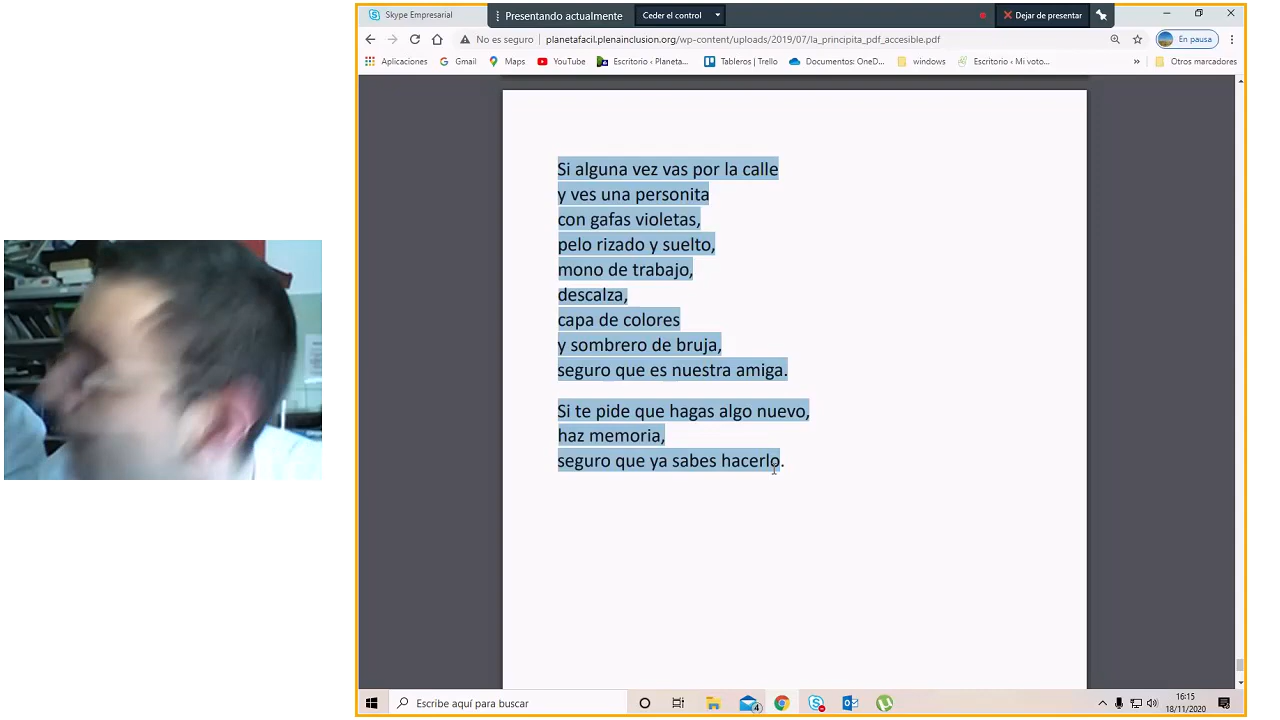 Skype Empresarial
Presentando actualmente
Ceder el control
Dejar de presentar
No es seguro
planetafacil.plenainclusion.org/wp-content/uploads/2019/07/la_principita_pdf_accesible.pdf
En pausa
Aplicaciones
Gmail
Maps
YouTube
Escritorio ‹ Planeta...
Tableros | Trello
Documentos: OneD...
windows
Escritorio ‹ Mi voto...
»
Otros marcadores
Si alguna vez vas por la calle
y ves una personita
con gafas violetas,
pelo rizado y suelto,
mono de trabajo,
descalza,
capa de colores
y sombrero de bruja,
seguro que es nuestra amiga.
Si te pide que hagas algo nuevo,
haz memoria,
seguro que ya sabes hacerlo.
Escribe aquí para buscar
4
16:15
18/11/2020